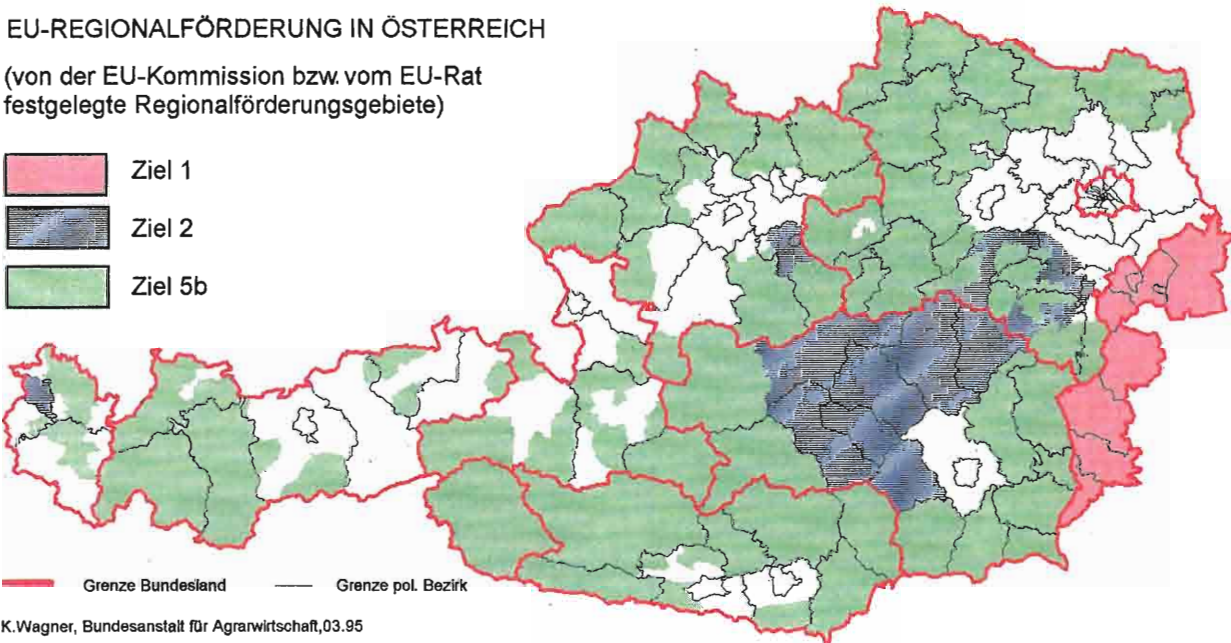 EU-REGIONALFÖRDERUNG IN ÖSTERREICH
(von der EU-Kommission bzw. vom EU-Rat
festgelegte Regionalförderungsgebiete)
Ziel 1
Ziel 2
Ziel 5b
Grenze Bundesland
Grenze pol. Bezirk
K.Wagner, Bundesanstalt für Agrarwirtschaft,03.95